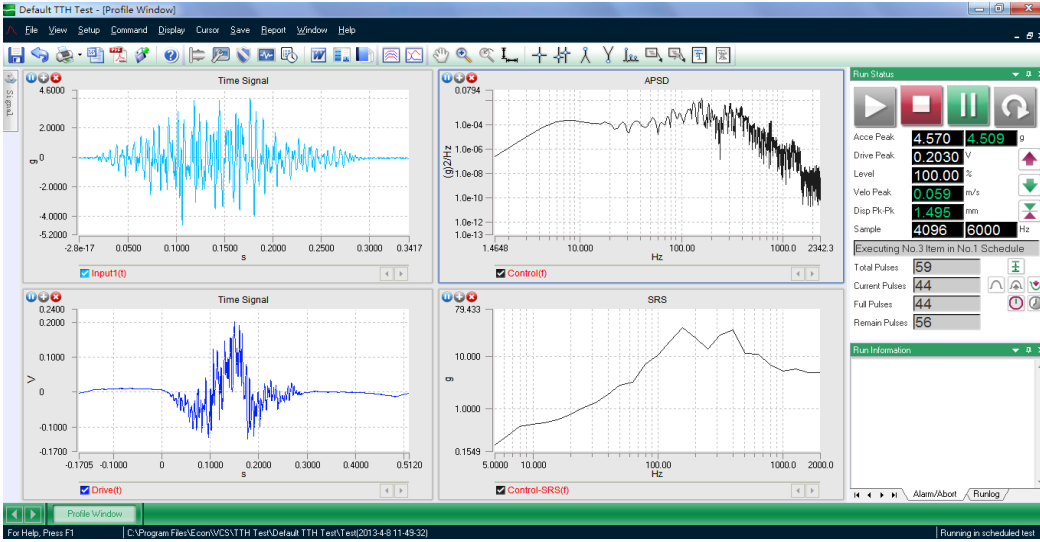 Default TTH Test - [Profile Window]
File View Setup Command Display Cursor Save Report Window Help
Signal
Time Signal
4.6000
2.0000
0
-2.0000
-4.0000
-5.2000
g
-2.8e-17 0.0500 0.1000 0.1500 0.2000 0.2500 0.3000 0.3417
s
Input1(t)
APSD
0.0794
1.0e-04
1.0e-06
1.0e-08
1.0e-10
1.0e-12
1.0e-13
(g)2/Hz
1.4648 10.000 100.00 1000.0 2342.3
Hz
Control(f)
Time Signal
0.2400
0.2000
0.1000
0
-0.1000
-0.1700
V
-0.1705 -0.1000 0 0.1000 0.2000 0.3000 0.4000 0.5120
s
Drive(t)
SRS
79.433
10.000
1.0000
0.1549
g
5.0000 10.000 100.00 1000.0 2000.0
Hz
Control-SRS(f)
Run Status
Acce Peak 4.570 4.509 g
Drive Peak 0.2030 V
Level 100.00 %
Velo Peak 0.059 m/s
Disp Pk-Pk 1.495 mm
Sample 4096 6000 Hz
Executing No.3 Item in No.1 Schedule
Total Pulses 59
Current Pulses 44
Full Pulses 44
Remain Pulses 56
Run Information
Alarm/Abort Runlog
Profile Window
For Help, Press F1 C:\Program Files\Econ\VCS\TTH Test\Default TTH Test\Test(2013-4-8 11-49-32) Running in scheduled test